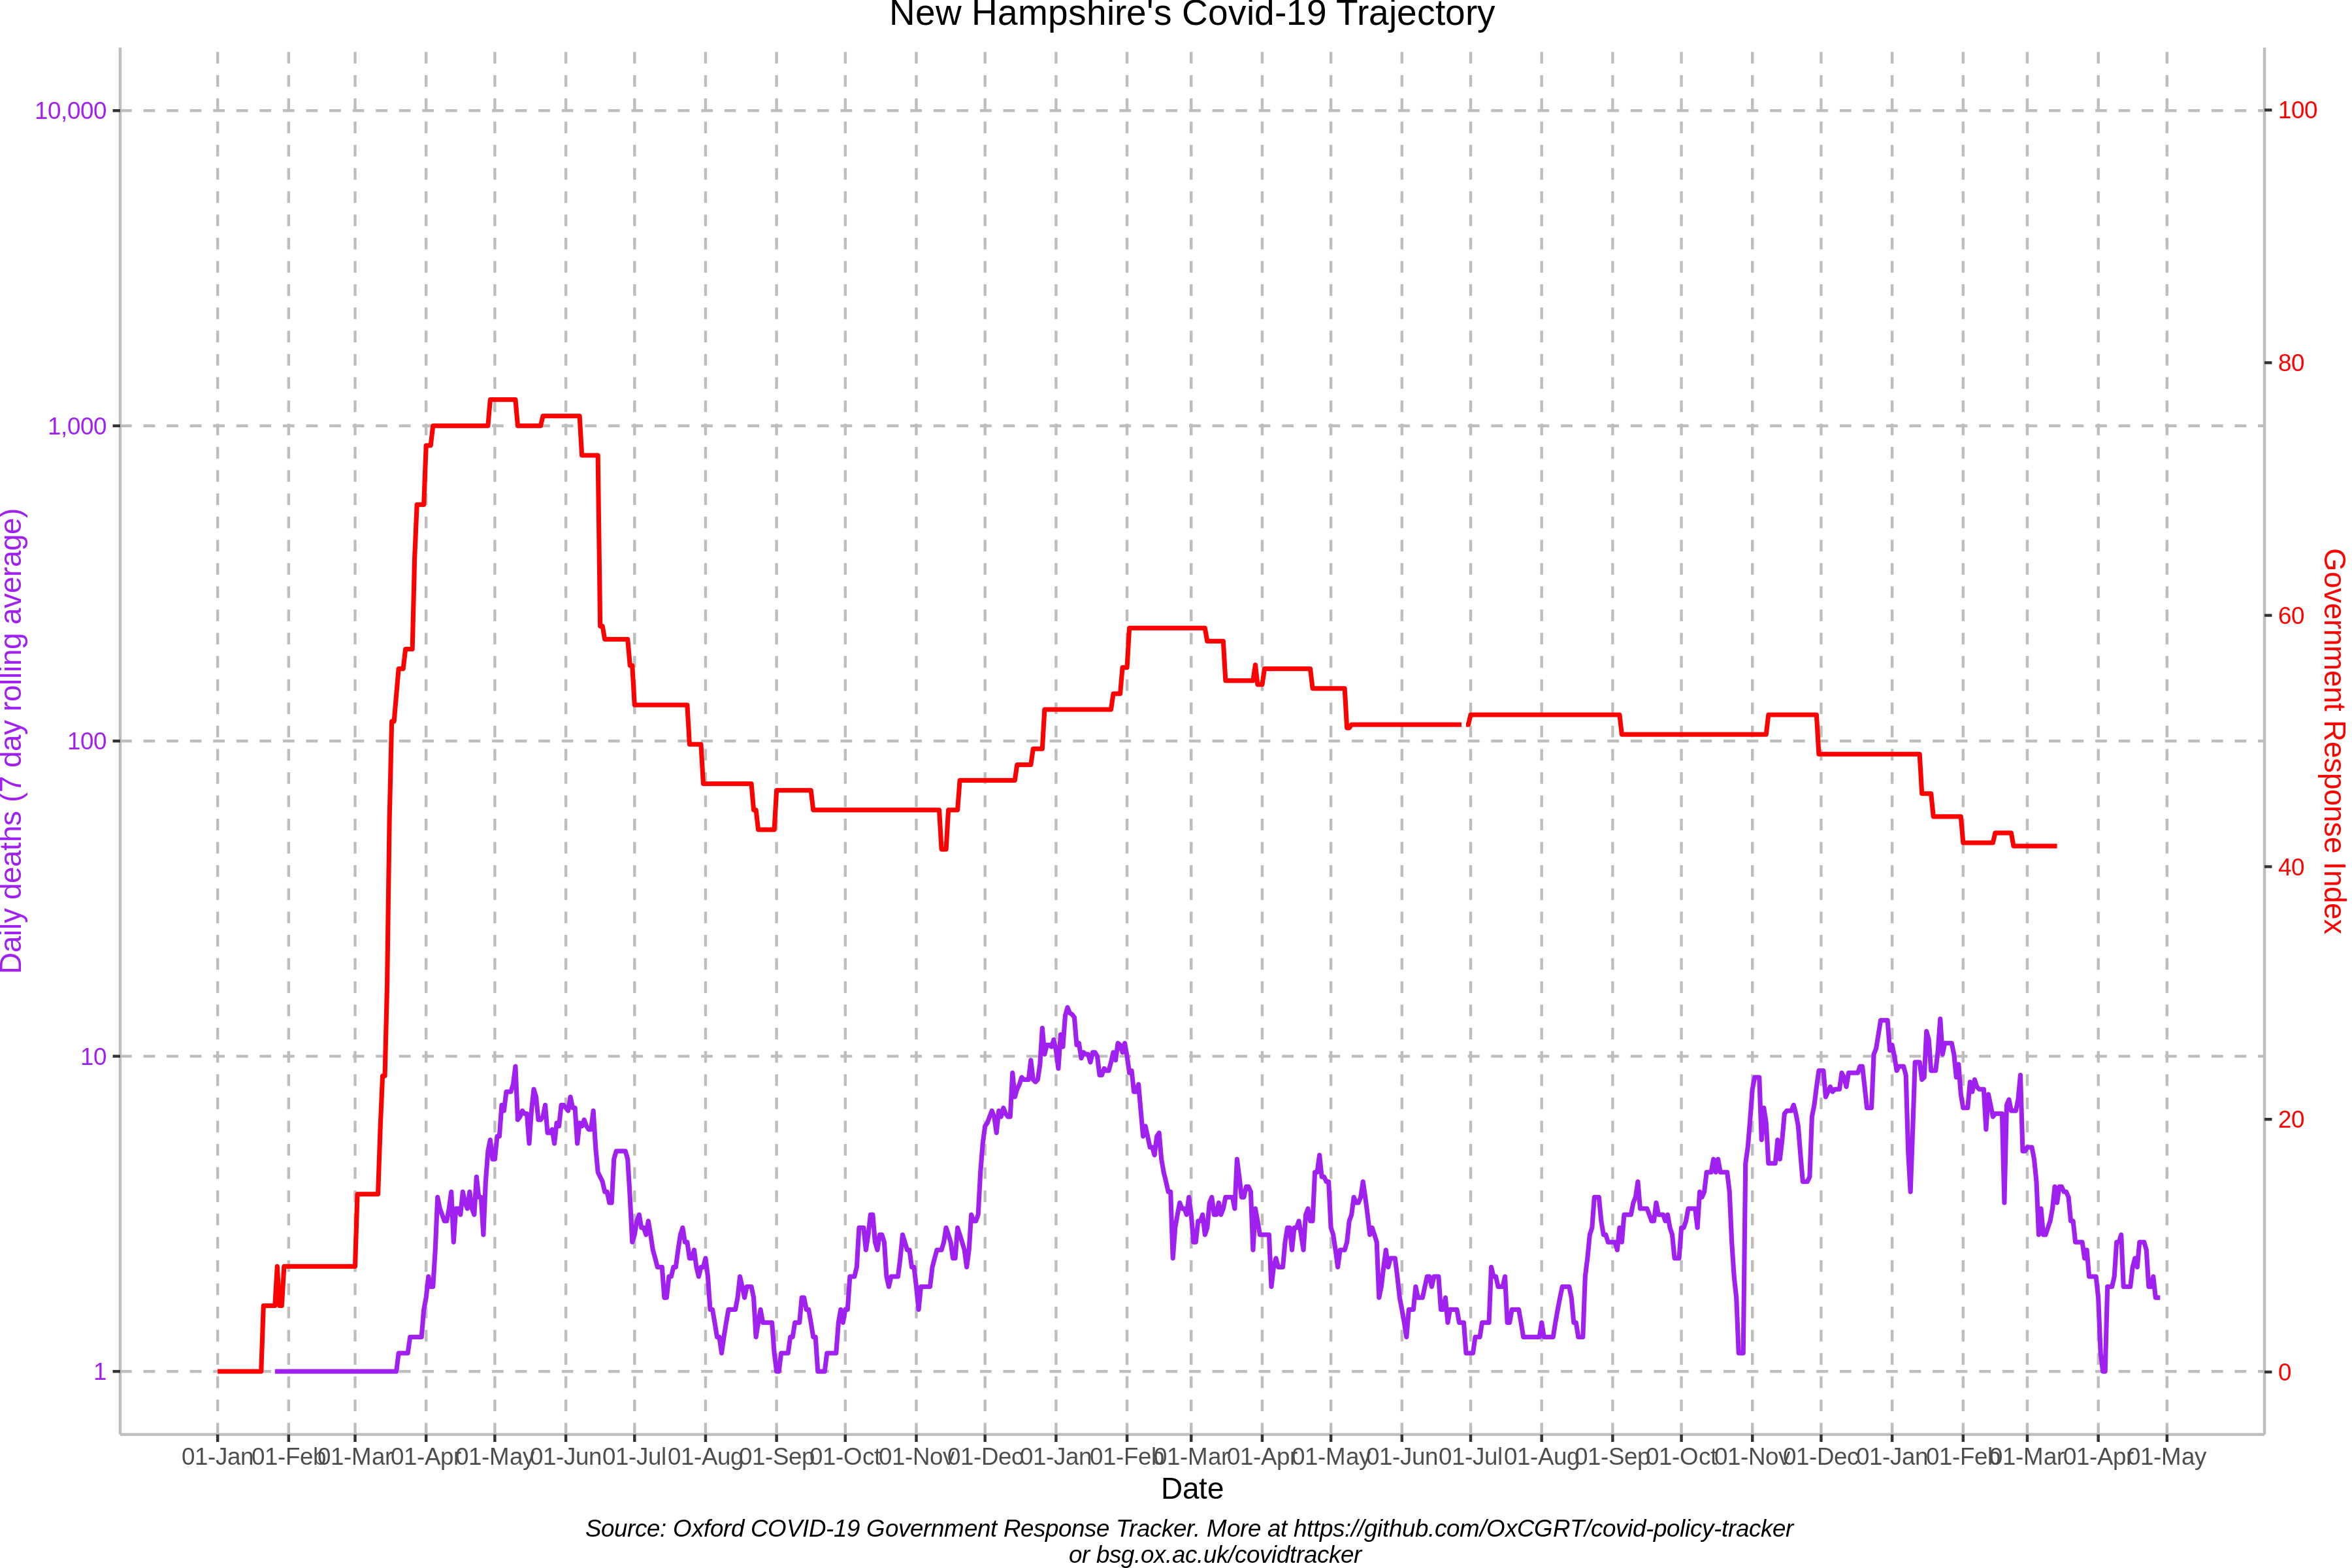 New Hampshire's Covid-19 Trajectory
10,000
1,000
100
10
1
100
80
60
40
20
0
Daily deaths (7 day rolling average)
Government Response Index
01-Jan 01-Feb 01-Mar 01-Apr 01-May 01-Jun 01-Jul 01-Aug 01-Sep 01-Oct 01-Nov 01-Dec 01-Jan 01-Feb 01-Mar 01-Apr 01-May 01-Jun 01-Jul 01-Aug 01-Sep 01-Oct 01-Nov 01-Dec 01-Jan 01-Feb 01-Mar 01-Apr 01-May
Date
Source: Oxford COVID-19 Government Response Tracker. More at https://github.com/OxCGRT/covid-policy-tracker
or bsg.ox.ac.uk/covidtracker